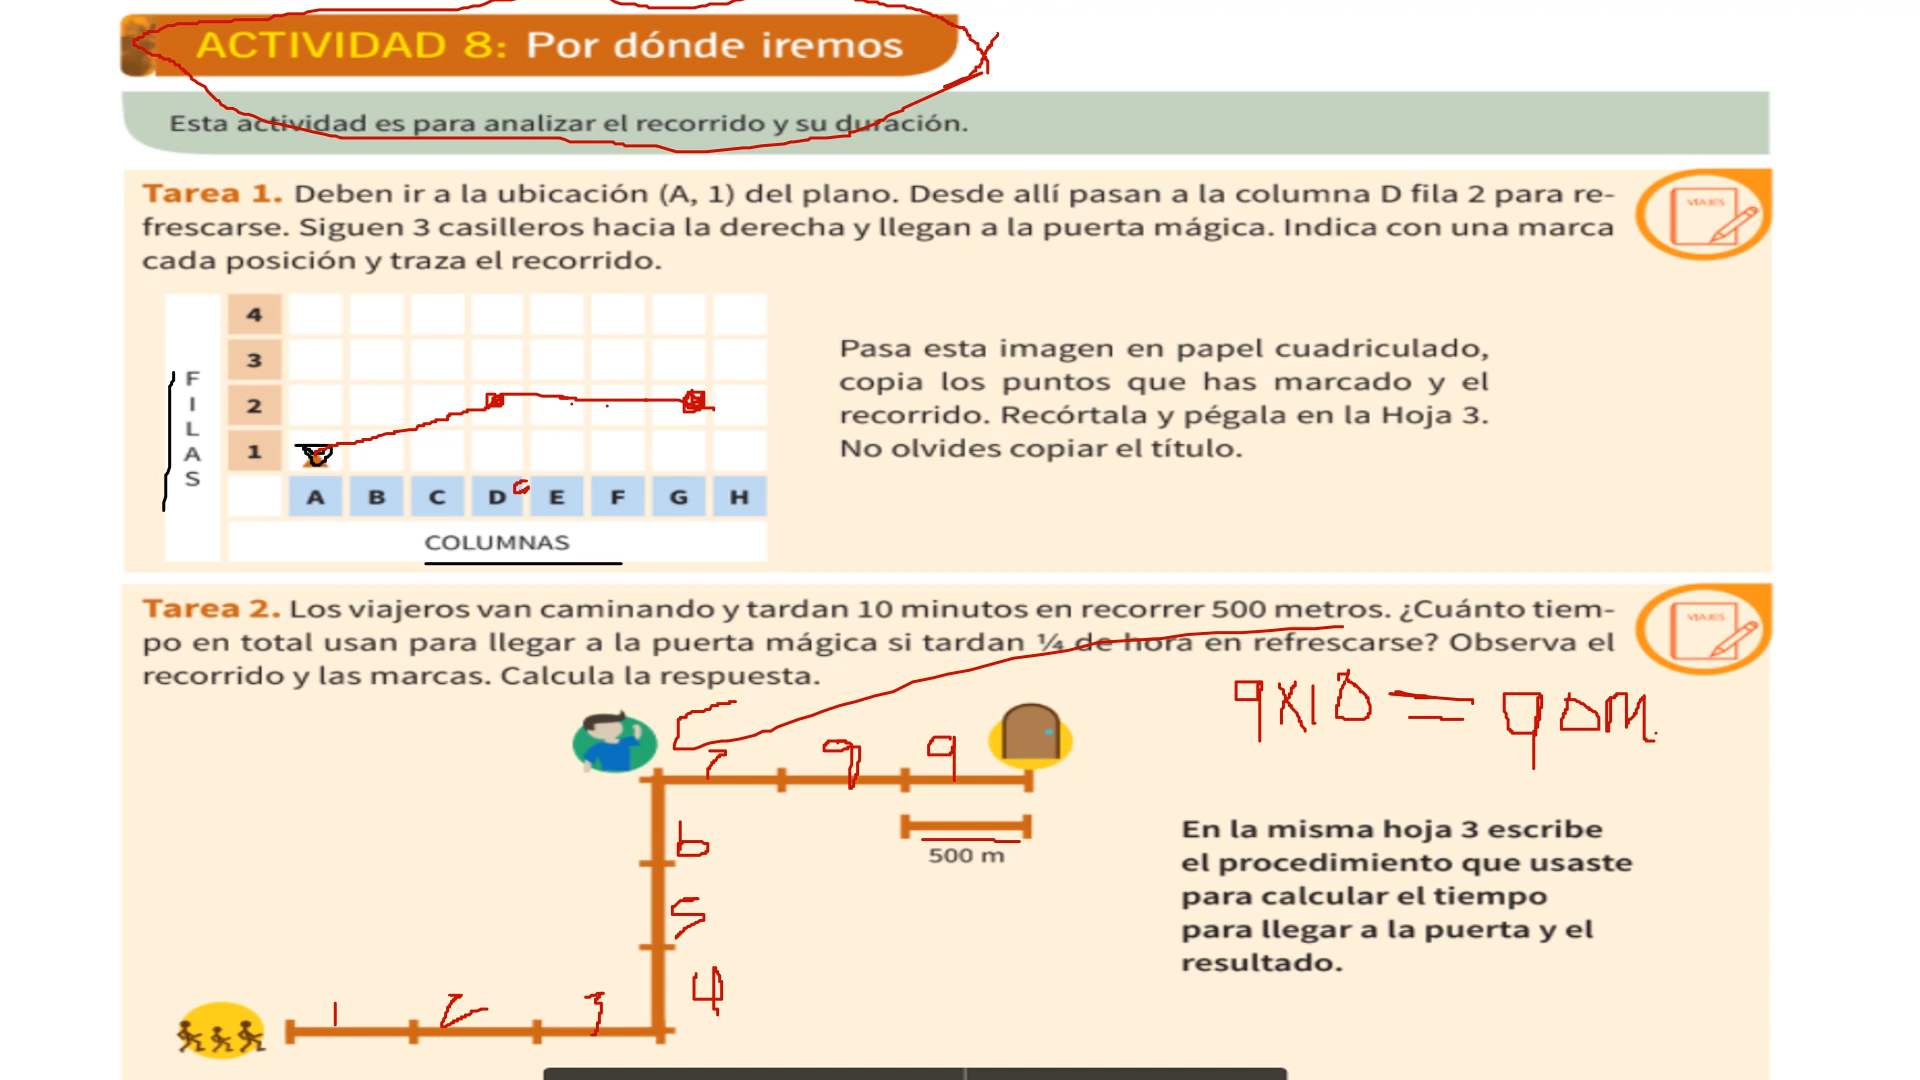 ACTIVIDAD 8: Por dónde iremos
Esta actividad es para analizar el recorrido y su duración.
Tarea 1. Deben ir a la ubicación (A, 1) del plano. Desde allí pasan a la columna D fila 2 para re-
frescarse. Siguen 3 casilleros hacia la derecha y llegan a la puerta mágica. Indica con una marca
cada posición y traza el recorrido.
VIAJES
FILAS
4
3
2
1
A B C D E F G H
COLUMNAS
Pasa esta imagen en papel cuadriculado,
copia los puntos que has marcado y el
recorrido. Recórtala y pégala en la Hoja 3.
No olvides copiar el título.
Tarea 2. Los viajeros van caminando y tardan 10 minutos en recorrer 500 metros. ¿Cuánto tiem-
po en total usan para llegar a la puerta mágica si tardan ¼ de hora en refrescarse? Observa el
recorrido y las marcas. Calcula la respuesta.
VIAJES
9X10=90M.
7 9
6
5
4
1 2 3
500 m
En la misma hoja 3 escribe
el procedimiento que usaste
para calcular el tiempo
para llegar a la puerta y el
resultado.